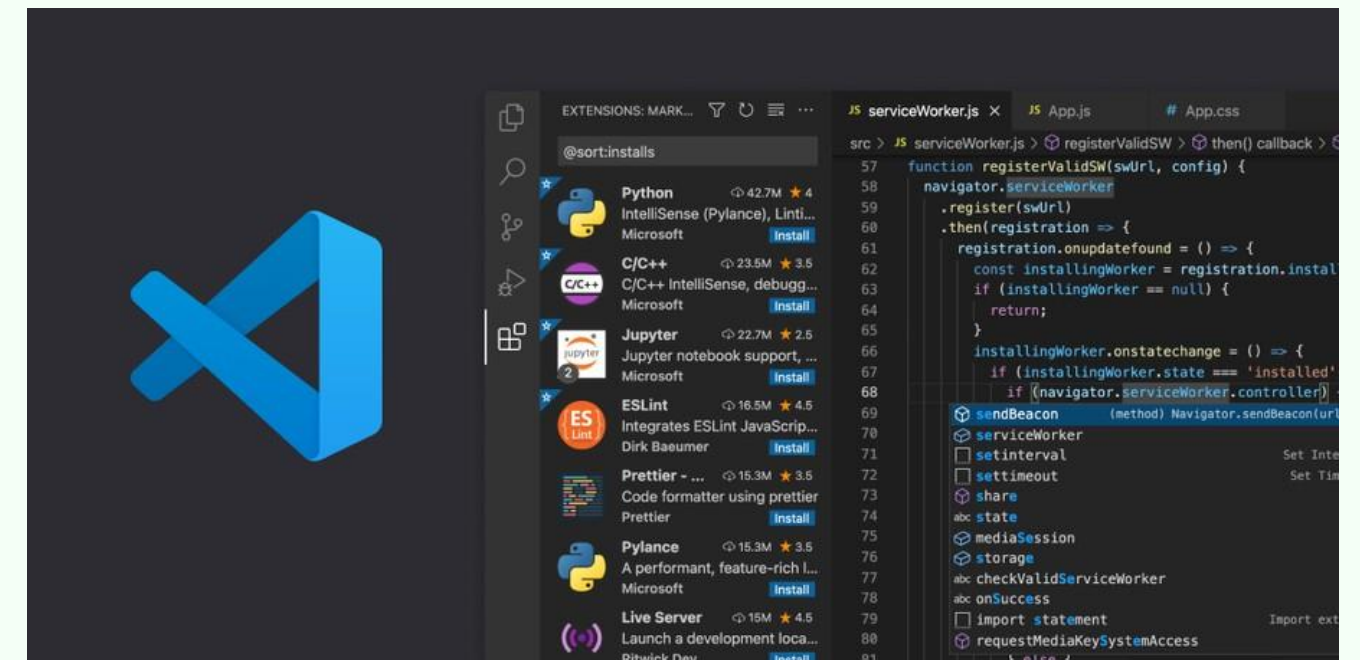 EXTENSIONS: MARK...
@sort:installs
Python 42.7M ★ 4
IntelliSense (Pylance), Linti...
Microsoft Install
C/C++
C/C++ 23.5M ★ 3.5
C/C++ IntelliSense, debugg...
Microsoft Install
jupyter
2
Jupyter 22.7M ★ 2.5
Jupyter notebook support, ...
Microsoft Install
ES
Lint
ESLint 16.5M ★ 4.5
Integrates ESLint JavaScrip...
Dirk Baeumer Install
Prettier - ... 15.3M ★ 3.5
Code formatter using prettier
Prettier Install
Pylance 15.3M ★ 3.5
A performant, feature-rich l...
Microsoft Install
Live Server 15M ★ 4.5
Launch a development loca...
Ritwick Dey Install
JS serviceWorker.js × JS App.js # App.css
src > JS serviceWorker.js > registerValidSW > then() callback >
57 function registerValidSW(swUrl, config) {
58 navigator.serviceWorker
59 .register(swUrl)
60 .then(registration => {
61 registration.onupdatefound = () => {
62 const installingWorker = registration.instal
63 if (installingWorker == null) {
64 return;
65 }
66 installingWorker.onstatechange = () => {
67 if (installingWorker.state === 'installed'
68 if (navigator.serviceWorker.controller) {
69 sendBeacon (method) Navigator.sendBeacon(url
70 serviceWorker
71 setinterval Set Inte
72 settimeout Set Tim
73 share
74 abc state
75 mediaSession
76 storage
77 abc checkValidServiceWorker
78 abc onSuccess
79 import statement Import ext
80 requestMediaKeySystemAccess
81 } else {